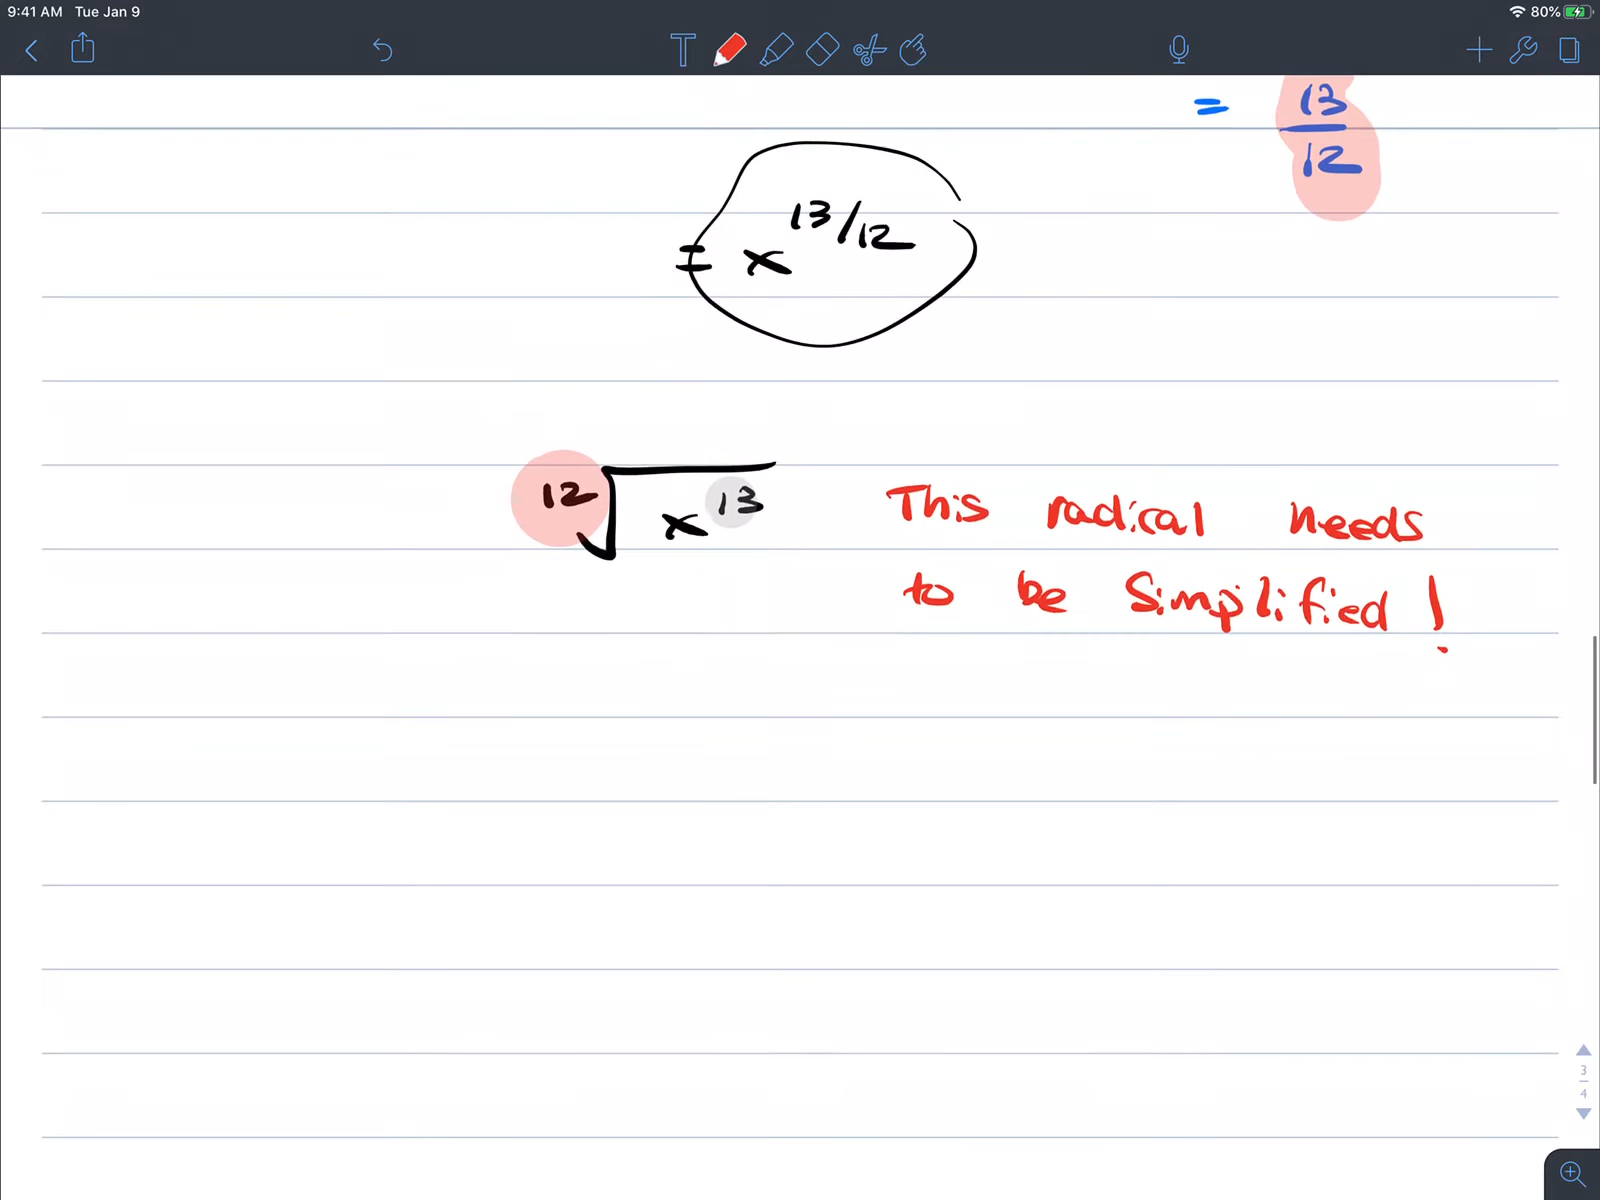 9:41 AM Tue Jan 9
80%
T
= 13/12
= x^{13/12}
\sqrt[12]{x^{13}}
This radical needs
to be Simplified!
3
4